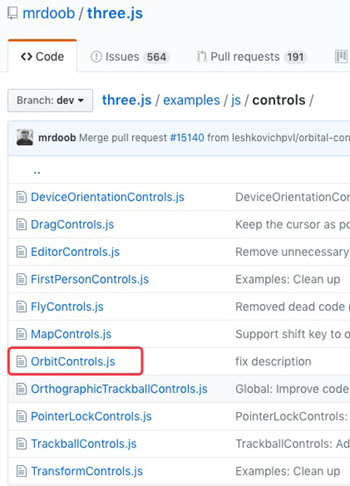 mrdoob / three.js
Code Issues 564 Pull requests 191
Branch: dev three.js / examples / js / controls /
mrdoob Merge pull request #15140 from leshkovichpvl/orbital-con
..
DeviceOrientationControls.js DeviceOrientationControls:
DragControls.js Keep the cursor as po
EditorControls.js Remove unnecessary
FirstPersonControls.js Examples: Clean up
FlyControls.js Removed dead code
MapControls.js Support shift key to o
OrbitControls.js fix description
OrthographicTrackballControls.js Global: Improve code
PointerLockControls.js PointerLockControls:
TrackballControls.js TrackballControls: Ad
TransformControls.js Examples: Clean up